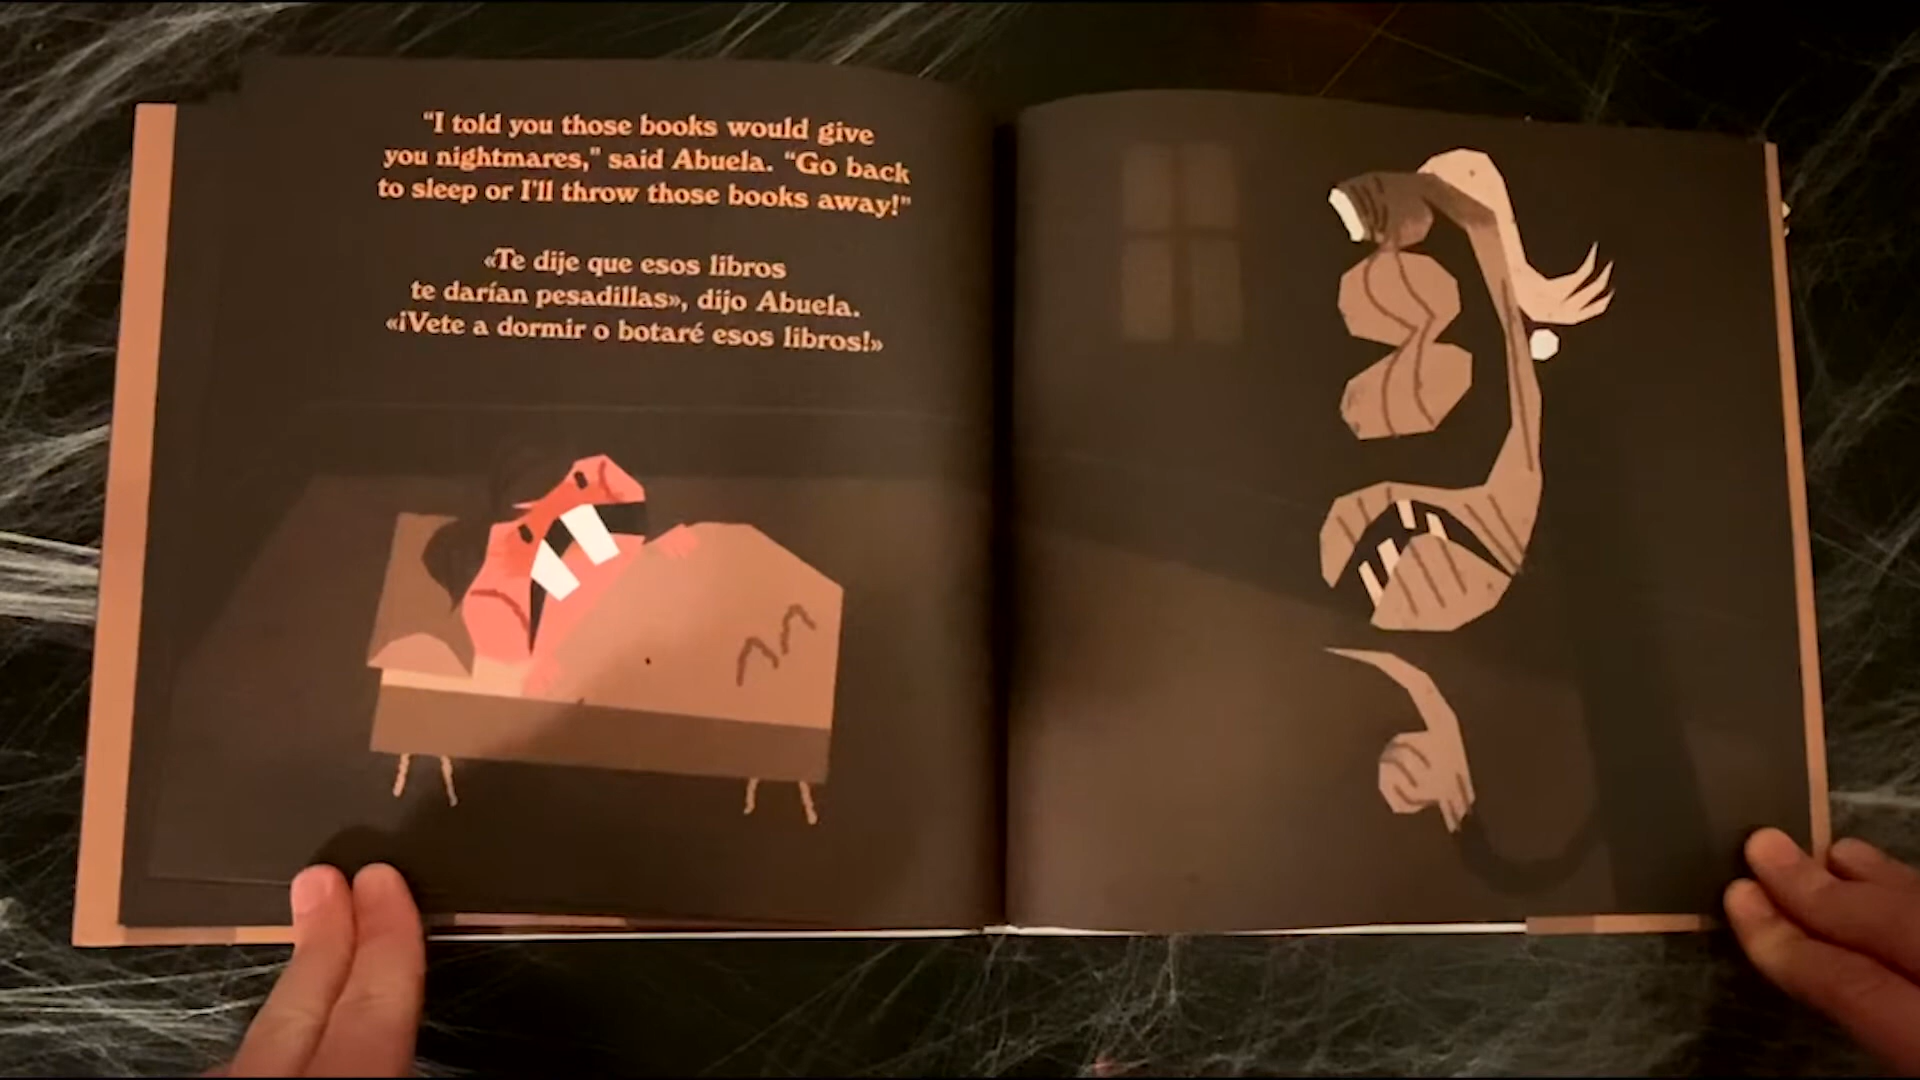 “I told you those books would give
you nightmares,” said Abuela. “Go back
to sleep or I'll throw those books away!”
«Te dije que esos libros
te darían pesadillas», dijo Abuela.
«¡Vete a dormir o botaré esos libros!»